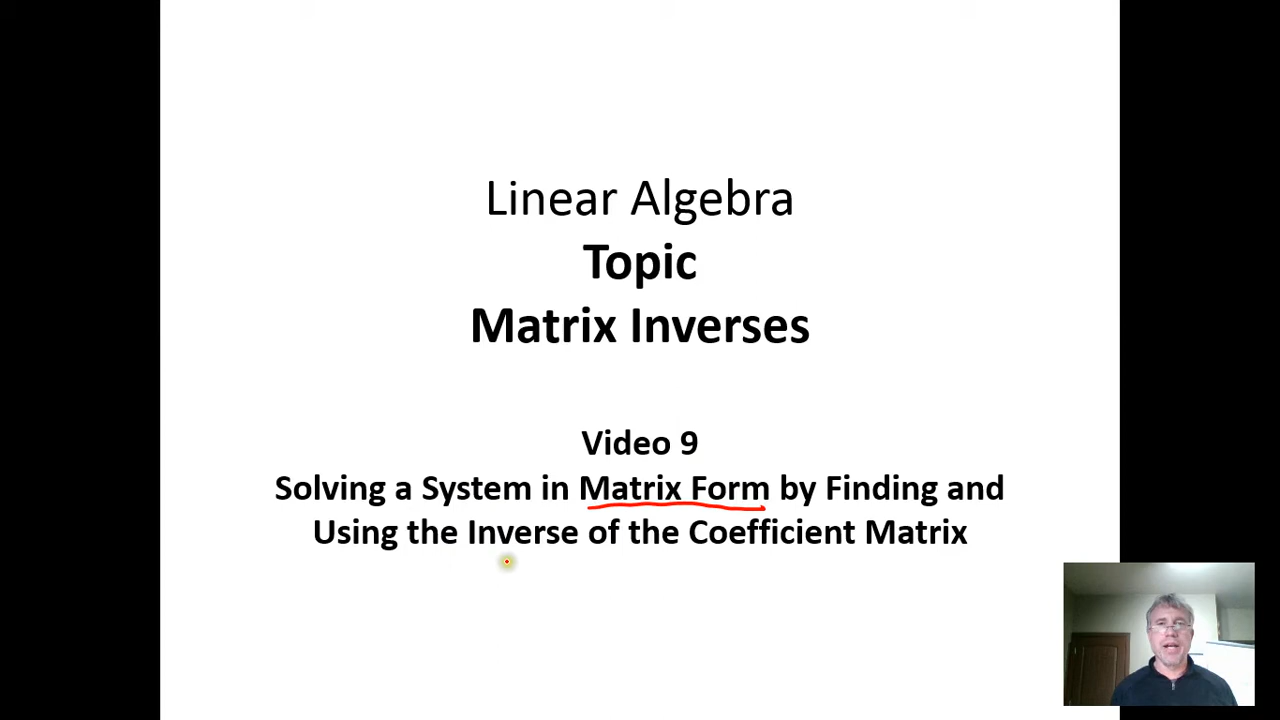 Linear Algebra
Topic
Matrix Inverses
Video 9
Solving a System in Matrix Form by Finding and
Using the Inverse of the Coefficient Matrix